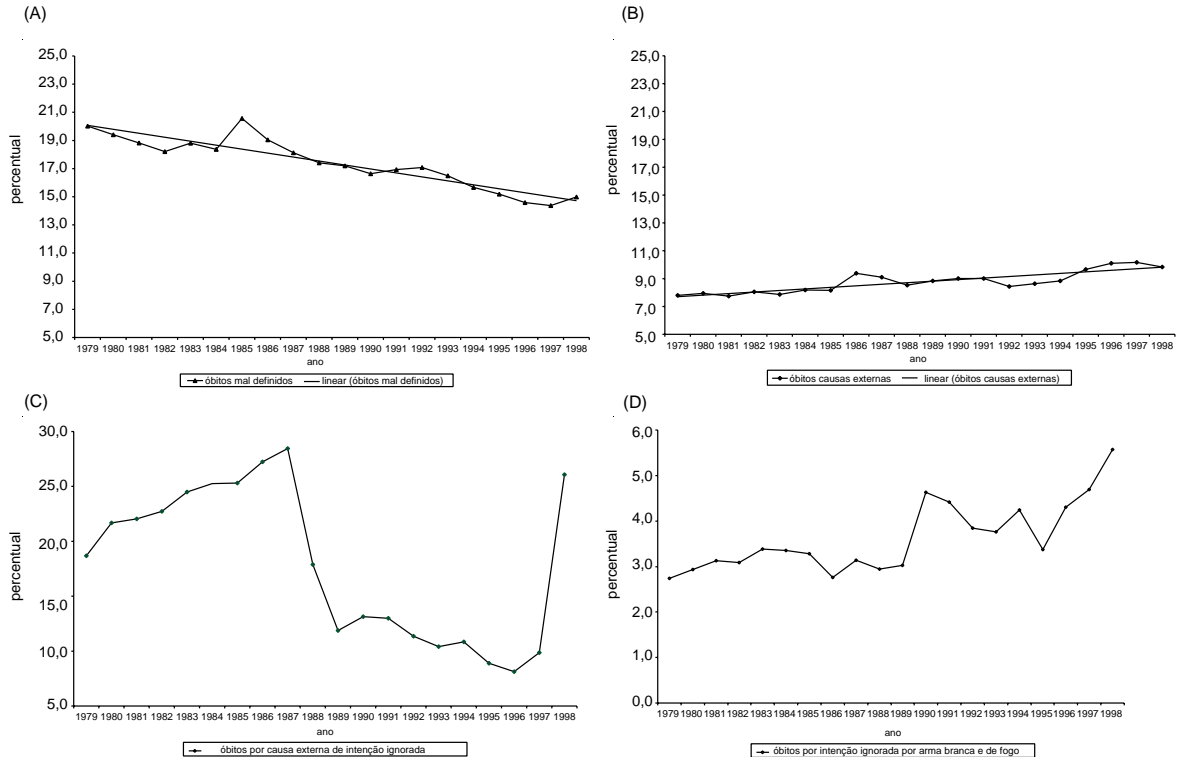 (A)
25,0
23,0
21,0
19,0
17,0
15,0
13,0
11,0
9,0
7,0
5,0
percentual
1979 1980 1981 1982 1983 1984 1985 1986 1987 1988 1989 1990 1991 1992 1993 1994 1995 1996 1997 1998
ano
óbitos mal definidos linear (óbitos mal definidos)
(B)
25,0
23,0
21,0
19,0
17,0
15,0
13,0
11,0
9,0
7,0
5,0
percentual
1979 1980 1981 1982 1983 1984 1985 1986 1987 1988 1989 1990 1991 1992 1993 1994 1995 1996 1997 1998
ano
óbitos causas externas linear (óbitos causas externas)
(C)
30,0
25,0
20,0
15,0
10,0
5,0
percentual
1979 1980 1981 1982 1983 1984 1985 1986 1987 1988 1989 1990 1991 1992 1993 1994 1995 1996 1997 1998
ano
óbitos por causa externa de intenção ignorada
(D)
6,0
5,0
4,0
3,0
2,0
1,0
0,0
percentual
1979 1980 1981 1982 1983 1984 1985 1986 1987 1988 1989 1990 1991 1992 1993 1994 1995 1996 1997 1998
ano
óbitos por intenção ignorada por arma branca e de fogo